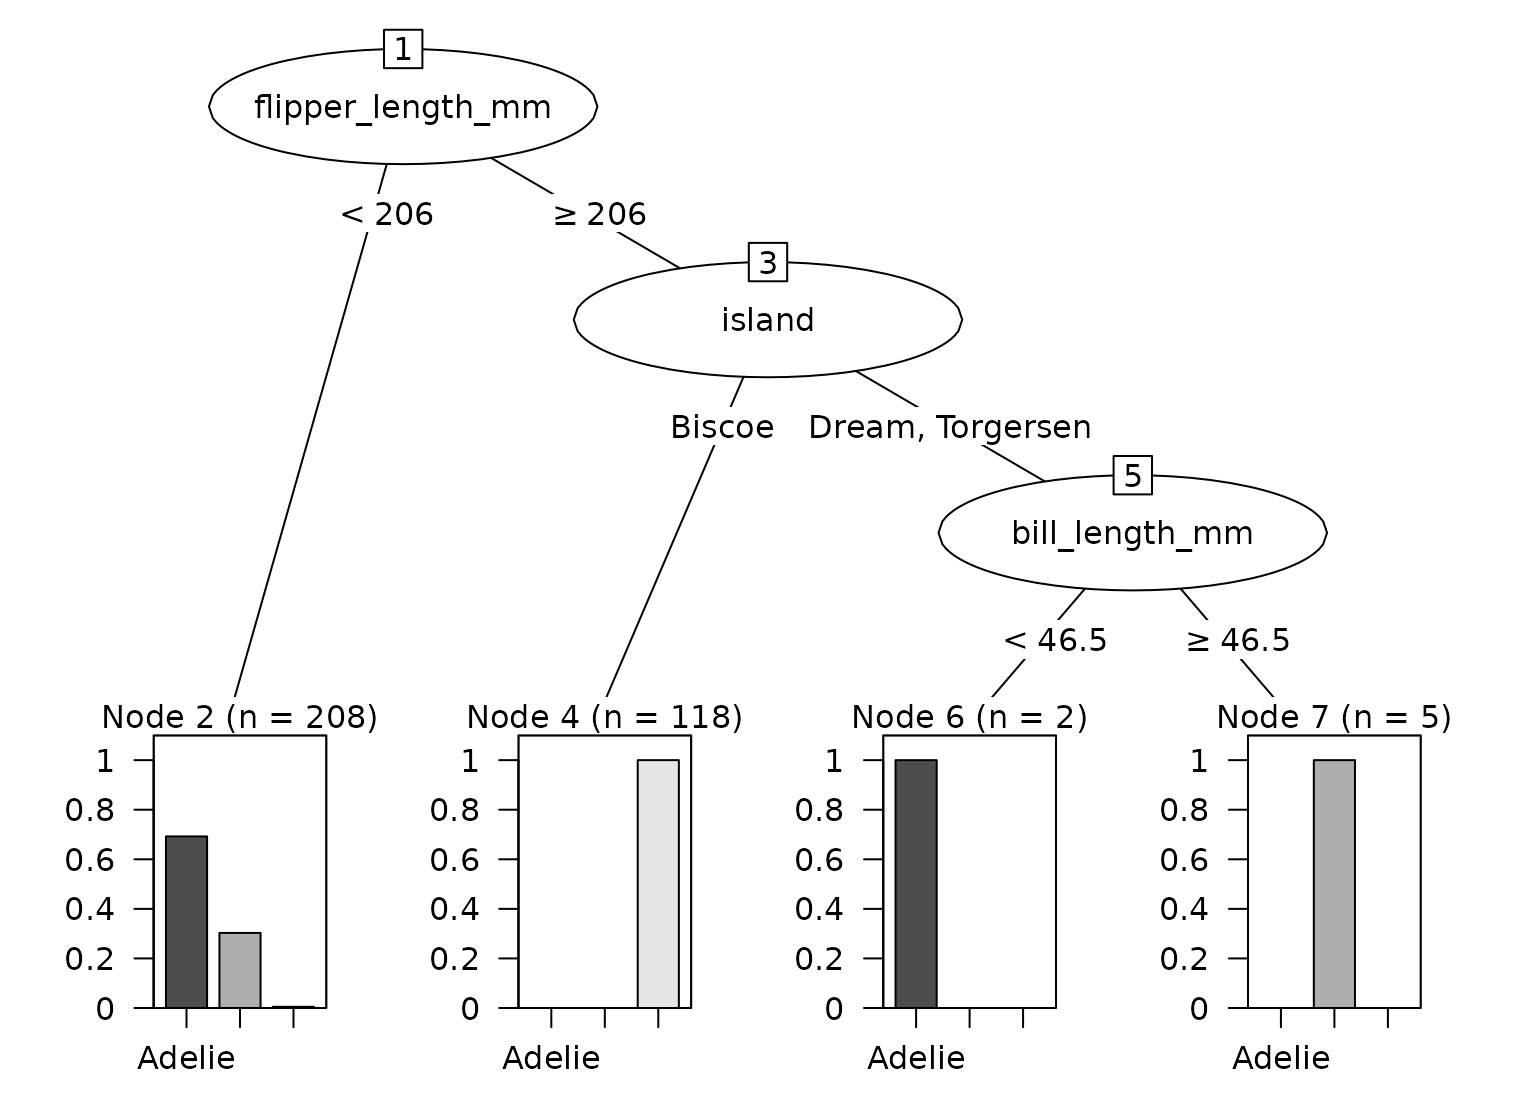 1
flipper_length_mm
< 206
≥ 206
3
island
Biscoe
Dream, Torgersen
5
bill_length_mm
< 46.5
≥ 46.5
Node 2 (n = 208)
1
0.8
0.6
0.4
0.2
0
Adelie
Node 4 (n = 118)
1
0.8
0.6
0.4
0.2
0
Adelie
Node 6 (n = 2)
1
0.8
0.6
0.4
0.2
0
Adelie
Node 7 (n = 5)
1
0.8
0.6
0.4
0.2
0
Adelie